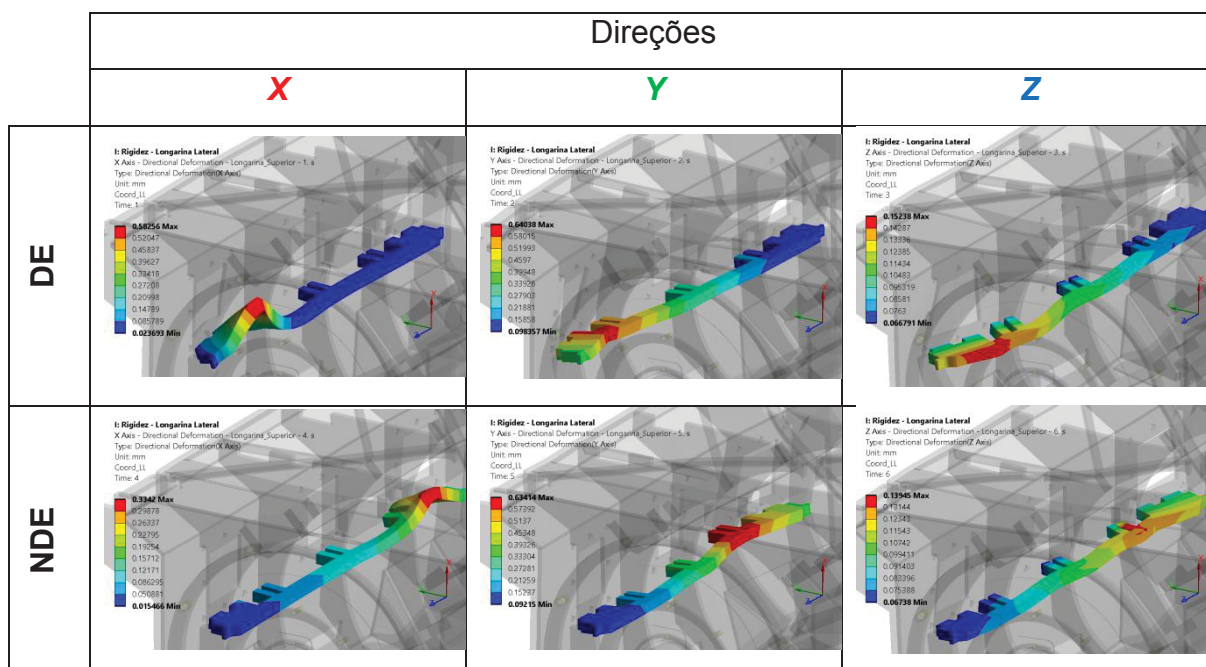 Direções
X
Y
Z
DE
I: Rigidez - Longarina Lateral
X Axis - Directional Deformation - Longarina_Superior - 1. s
Type: Directional Deformation(X Axis)
Unit: mm
Coord_LL
Time: 1
0.58256 Max
0.52047
0.45837
0.39627
0.33418
0.27208
0.20998
0.14789
0.085789
0.023693 Min
X
Z
I: Rigidez - Longarina Lateral
Y Axis - Directional Deformation - Longarina_Superior - 2. s
Type: Directional Deformation(Y Axis)
Unit: mm
Coord_LL
Time: 2
0.64038 Max
0.58015
0.51993
0.4597
0.39948
0.33926
0.27903
0.21881
0.15858
0.098357 Min
X
Z
I: Rigidez - Longarina Lateral
Z Axis - Directional Deformation - Longarina_Superior - 3. s
Type: Directional Deformation(Z Axis)
Unit: mm
Coord_LL
Time: 3
0.15238 Max
0.14287
0.13336
0.12385
0.11434
0.10483
0.095319
0.08581
0.0763
0.066791 Min
X
Z
NDE
I: Rigidez - Longarina Lateral
X Axis - Directional Deformation - Longarina_Superior - 4. s
Type: Directional Deformation(X Axis)
Unit: mm
Coord_LL
Time: 4
0.3342 Max
0.29878
0.26337
0.22795
0.19254
0.15712
0.12171
0.086295
0.050881
0.015466 Min
X
Z
I: Rigidez - Longarina Lateral
Y Axis - Directional Deformation - Longarina_Superior - 5. s
Type: Directional Deformation(Y Axis)
Unit: mm
Coord_LL
Time: 5
0.63414 Max
0.57392
0.5137
0.45348
0.39326
0.33304
0.27281
0.21259
0.15237
0.09215 Min
X
Z
I: Rigidez - Longarina Lateral
Z Axis - Directional Deformation - Longarina_Superior - 6. s
Type: Directional Deformation(Z Axis)
Unit: mm
Coord_LL
Time: 6
0.13945 Max
0.13144
0.12343
0.11543
0.10742
0.099411
0.091403
0.083396
0.075388
0.06738 Min
X
Z